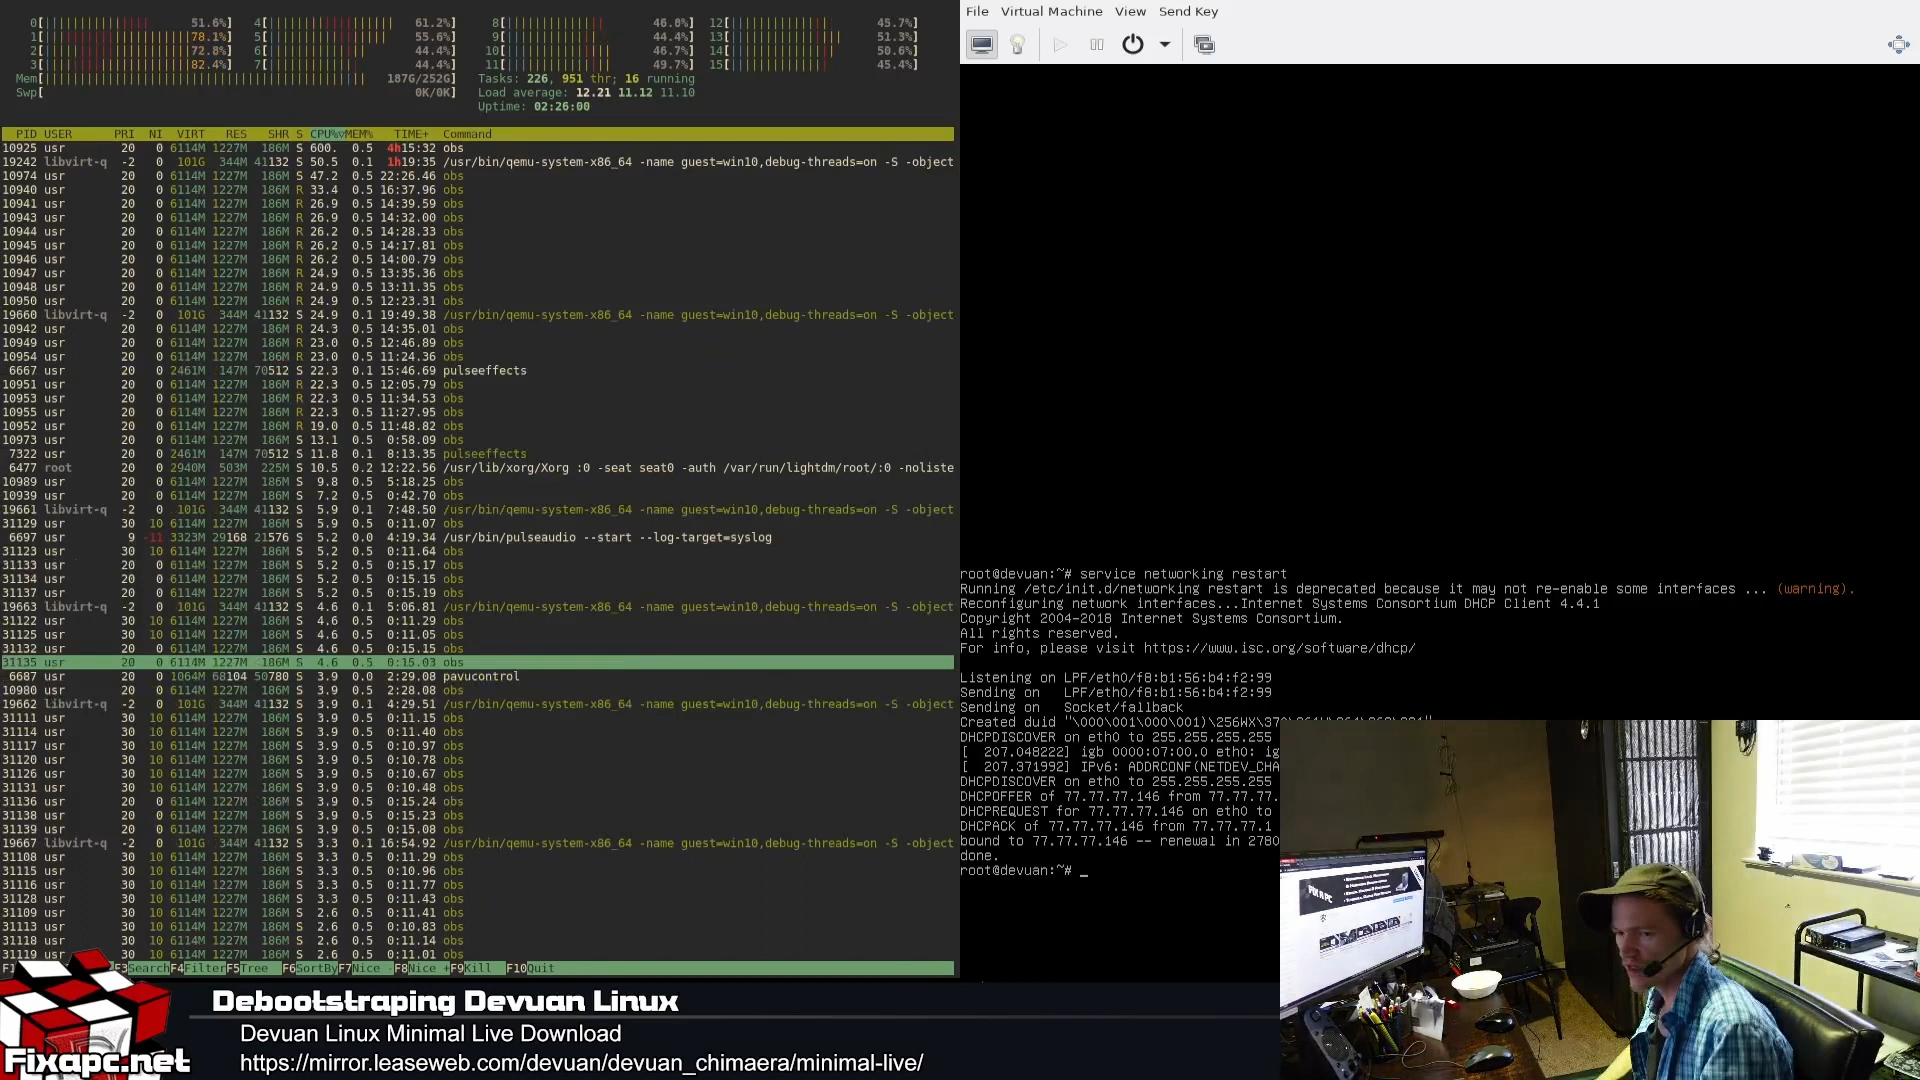 0[ 51.6%] 4[ 61.2%] 8[ 46.8%] 12[ 45.7%]
1[ 78.1%] 5[ 55.6%] 9[ 44.4%] 13[ 51.3%]
2[ 72.8%] 6[ 44.4%] 10[ 46.7%] 14[ 50.6%]
3[ 82.4%] 7[ 44.4%] 11[ 49.7%] 15[ 45.4%]
Mem[ 187G/252G] Tasks: 226, 951 thr; 16 running
Swp[ 0K/0K] Load average: 12.21 11.12 11.10
Uptime: 02:26:00
PID USER PRI NI VIRT RES SHR S CPU%▽MEM% TIME+ Command
10925 usr 20 0 6114M 1227M 186M S 600. 0.5 4h15:32 obs
19242 libvirt-q -2 0 101G 344M 41132 S 50.5 0.1 1h19:35 /usr/bin/qemu-system-x86_64 -name guest=win10,debug-threads=on -S -object
10974 usr 20 0 6114M 1227M 186M S 47.2 0.5 22:26.46 obs
10940 usr 20 0 6114M 1227M 186M R 33.4 0.5 16:37.96 obs
10941 usr 20 0 6114M 1227M 186M R 26.9 0.5 14:39.59 obs
10943 usr 20 0 6114M 1227M 186M R 26.9 0.5 14:32.00 obs
10944 usr 20 0 6114M 1227M 186M R 26.2 0.5 14:28.33 obs
10945 usr 20 0 6114M 1227M 186M R 26.2 0.5 14:17.81 obs
10946 usr 20 0 6114M 1227M 186M R 26.2 0.5 14:00.79 obs
10947 usr 20 0 6114M 1227M 186M R 24.9 0.5 13:35.36 obs
10948 usr 20 0 6114M 1227M 186M R 24.9 0.5 13:11.35 obs
10950 usr 20 0 6114M 1227M 186M R 24.9 0.5 12:23.31 obs
19660 libvirt-q -2 0 101G 344M 41132 S 24.9 0.1 19:49.38 /usr/bin/qemu-system-x86_64 -name guest=win10,debug-threads=on -S -object
10942 usr 20 0 6114M 1227M 186M R 24.3 0.5 14:35.01 obs
10949 usr 20 0 6114M 1227M 186M R 23.0 0.5 12:46.89 obs
10954 usr 20 0 6114M 1227M 186M R 23.0 0.5 11:24.36 obs
6667 usr 20 0 2461M 147M 70512 S 22.3 0.1 15:46.69 pulseeffects
10951 usr 20 0 6114M 1227M 186M R 22.3 0.5 12:05.79 obs
10953 usr 20 0 6114M 1227M 186M R 22.3 0.5 11:34.53 obs
10955 usr 20 0 6114M 1227M 186M R 22.3 0.5 11:27.95 obs
10952 usr 20 0 6114M 1227M 186M R 19.0 0.5 11:48.82 obs
10973 usr 20 0 6114M 1227M 186M S 13.1 0.5 0:58.09 obs
7322 usr 20 0 2461M 147M 70512 S 11.8 0.1 8:13.35 pulseeffects
6477 root 20 0 2940M 503M 225M S 10.5 0.2 12:22.56 /usr/lib/xorg/Xorg :0 -seat seat0 -auth /var/run/lightdm/root/:0 -noliste
10989 usr 20 0 6114M 1227M 186M S 9.8 0.5 5:18.25 obs
10939 usr 20 0 6114M 1227M 186M S 7.2 0.5 0:42.70 obs
19661 libvirt-q -2 0 101G 344M 41132 S 5.9 0.1 7:48.50 /usr/bin/qemu-system-x86_64 -name guest=win10,debug-threads=on -S -object
31129 usr 30 10 6114M 1227M 186M S 5.9 0.5 0:11.07 obs
6697 usr 9 -11 3323M 29168 21576 S 5.2 0.0 4:19.34 /usr/bin/pulseaudio --start --log-target=syslog
31123 usr 30 10 6114M 1227M 186M S 5.2 0.5 0:11.64 obs
31133 usr 20 0 6114M 1227M 186M S 5.2 0.5 0:15.17 obs
31134 usr 20 0 6114M 1227M 186M S 5.2 0.5 0:15.15 obs
31137 usr 20 0 6114M 1227M 186M S 5.2 0.5 0:15.19 obs
19663 libvirt-q -2 0 101G 344M 41132 S 4.6 0.1 5:06.81 /usr/bin/qemu-system-x86_64 -name guest=win10,debug-threads=on -S -object
31122 usr 30 10 6114M 1227M 186M S 4.6 0.5 0:11.29 obs
31125 usr 30 10 6114M 1227M 186M S 4.6 0.5 0:11.05 obs
31132 usr 20 0 6114M 1227M 186M S 4.6 0.5 0:15.15 obs
31135 usr 20 0 6114M 1227M 186M S 4.6 0.5 0:15.03 obs
6687 usr 20 0 1064M 68104 50780 S 3.9 0.0 2:29.08 pavucontrol
10980 usr 20 0 6114M 1227M 186M S 3.9 0.5 2:28.08 obs
19662 libvirt-q -2 0 101G 344M 41132 S 3.9 0.1 4:29.51 /usr/bin/qemu-system-x86_64 -name guest=win10,debug-threads=on -S -object
31111 usr 30 10 6114M 1227M 186M S 3.9 0.5 0:11.15 obs
31114 usr 30 10 6114M 1227M 186M S 3.9 0.5 0:11.40 obs
31117 usr 30 10 6114M 1227M 186M S 3.9 0.5 0:10.97 obs
31120 usr 30 10 6114M 1227M 186M S 3.9 0.5 0:10.78 obs
31126 usr 30 10 6114M 1227M 186M S 3.9 0.5 0:10.67 obs
31131 usr 30 10 6114M 1227M 186M S 3.9 0.5 0:10.48 obs
31136 usr 20 0 6114M 1227M 186M S 3.9 0.5 0:15.24 obs
31138 usr 20 0 6114M 1227M 186M S 3.9 0.5 0:15.23 obs
31139 usr 20 0 6114M 1227M 186M S 3.9 0.5 0:15.08 obs
19667 libvirt-q -2 0 101G 344M 41132 S 3.3 0.1 16:54.92 /usr/bin/qemu-system-x86_64 -name guest=win10,debug-threads=on -S -object
31108 usr 30 10 6114M 1227M 186M S 3.3 0.5 0:11.29 obs
31115 usr 30 10 6114M 1227M 186M S 3.3 0.5 0:10.96 obs
31116 usr 30 10 6114M 1227M 186M S 3.3 0.5 0:11.77 obs
31128 usr 30 10 6114M 1227M 186M S 3.3 0.5 0:11.43 obs
31109 usr 30 10 6114M 1227M 186M S 2.6 0.5 0:11.41 obs
31113 usr 30 10 6114M 1227M 186M S 2.6 0.5 0:10.83 obs
31118 usr 30 10 6114M 1227M 186M S 2.6 0.5 0:11.14 obs
31119 usr 30 10 6114M 1227M 186M S 2.6 0.5 0:11.01 obs
F3Search F4Filter F5Tree F6SortBy F7Nice - F8Nice + F9Kill F10Quit
File Virtual Machine View Send Key
root@devuan:~# service networking restart
Running /etc/init.d/networking restart is deprecated because it may not re-enable some interfaces ... (warning).
Reconfiguring network interfaces...Internet Systems Consortium DHCP Client 4.4.1
Copyright 2004-2018 Internet Systems Consortium.
All rights reserved.
For info, please visit https://www.isc.org/software/dhcp/
Listening on LPF/eth0/f8:b1:56:b4:f2:99
Sending on LPF/eth0/f8:b1:56:b4:f2:99
Sending on Socket/fallback
Created duid
DHCPDISCOVER on eth0 to 255.255.255.255
[ 207.048222] igb 0000:07:00.0 eth0: ig
[ 207.371992] IPv6: ADDRCONF(NETDEV_CHA
DHCPDISCOVER on eth0 to 255.255.255.255
DHCPOFFER of 77.77.77.146 from 77.77.77.
DHCPREQUEST for 77.77.77.146 on eth0 to
DHCPACK of 77.77.77.146 from 77.77.77.1
bound to 77.77.77.146 -- renewal in 2780
done.
root@devuan:~# _
FIX A PC
Fixapc.net
Debootstraping Devuan Linux
Devuan Linux Minimal Live Download
https://mirror.leaseweb.com/devuan/devuan_chimaera/minimal-live/